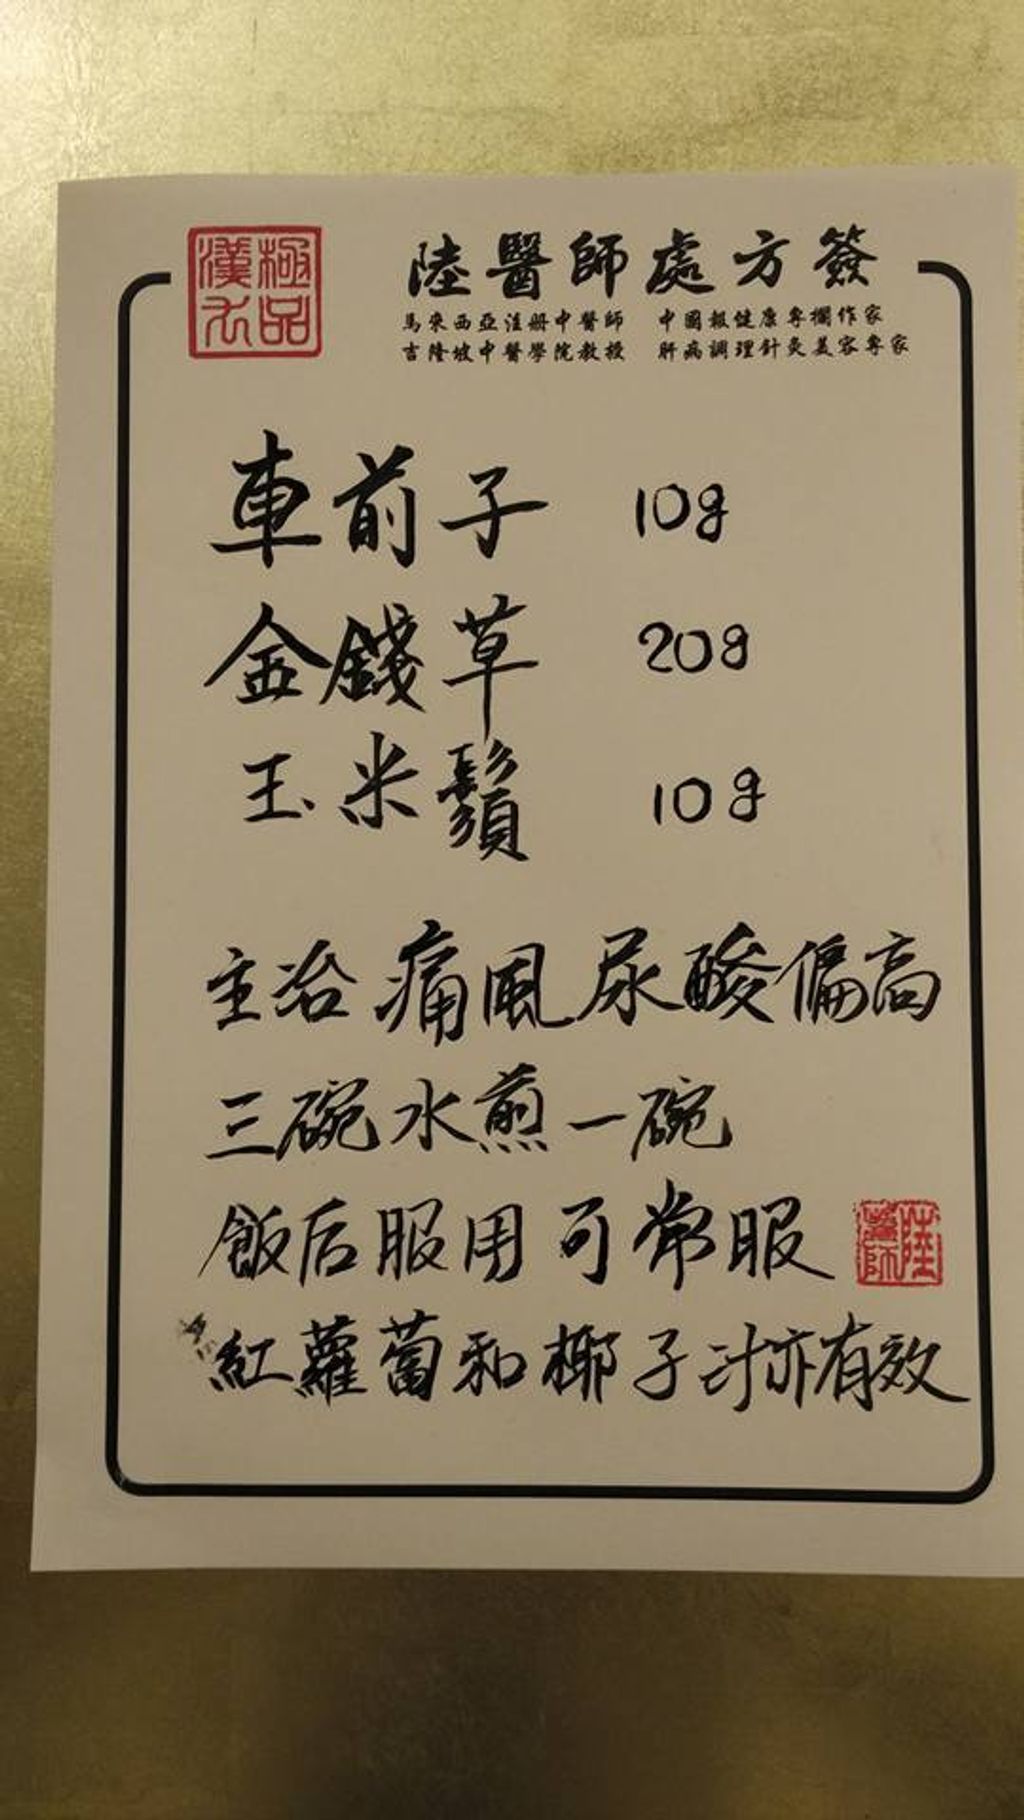 極品
漢方
陸醫師處方簽
馬來西亞注册中醫師 中國報健康專欄作家
吉隆坡中醫學院教授 肝病調理針灸美容專家
車前子 10g
金錢草 20g
玉米鬚 10g
主治痛風尿酸偏高
三碗水煎一碗
飯后服用可常服
陸醫師
紅蘿蔔和椰子汁亦有效